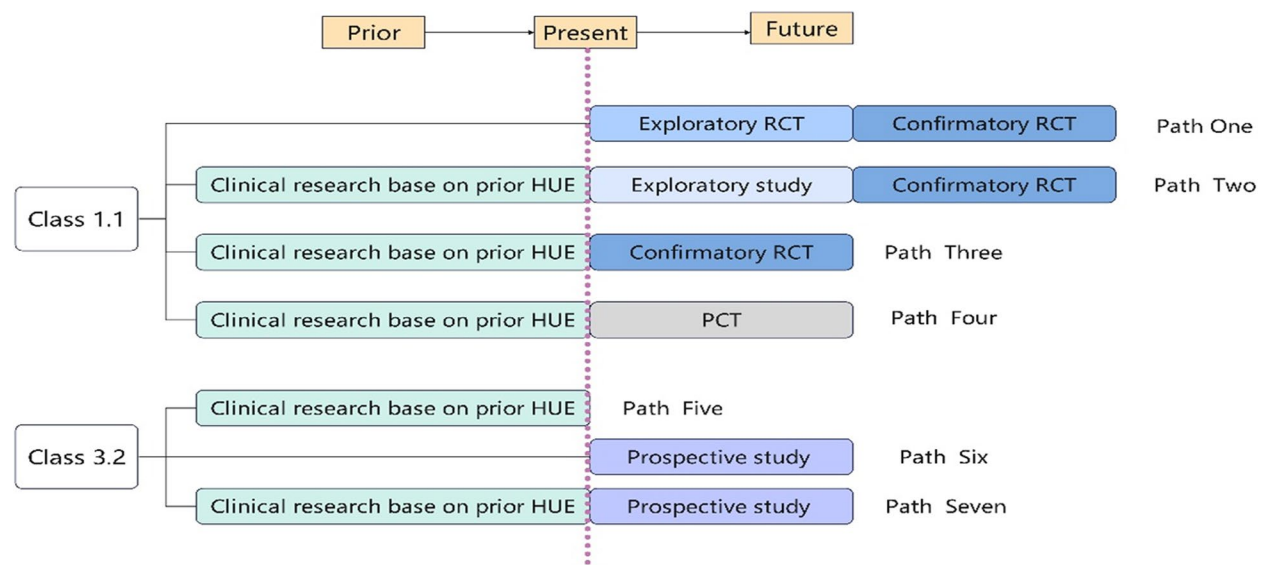 Prior Present Future
Exploratory RCT Confirmatory RCT Path One
Clinical research base on prior HUE Exploratory study Confirmatory RCT Path Two
Class 1.1
Clinical research base on prior HUE Confirmatory RCT Path Three
Clinical research base on prior HUE PCT Path Four
Clinical research base on prior HUE Path Five
Class 3.2 Prospective study Path Six
Clinical research base on prior HUE Prospective study Path Seven